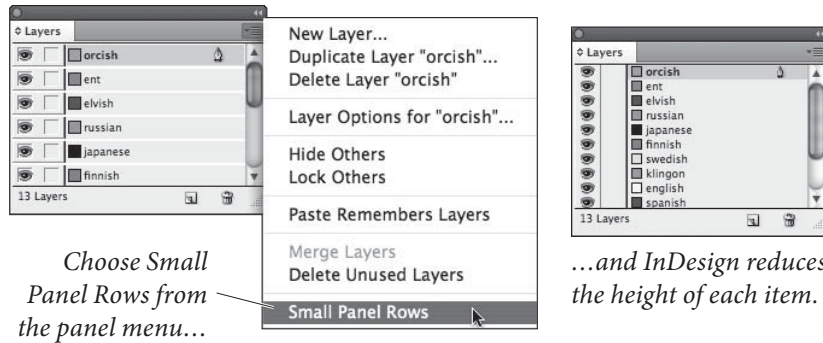 Layers
orcish
ent
elvish
russian
japanese
finnish
13 Layers
New Layer...
Duplicate Layer "orcish"...
Delete Layer "orcish"
Layer Options for "orcish"...
Hide Others
Lock Others
Paste Remembers Layers
Merge Layers
Delete Unused Layers
Small Panel Rows
Layers
orcish
ent
elvish
russian
japanese
finnish
swedish
klingon
english
spanish
13 Layers
Choose Small
Panel Rows from
the panel menu…
…and InDesign reduces
the height of each item.